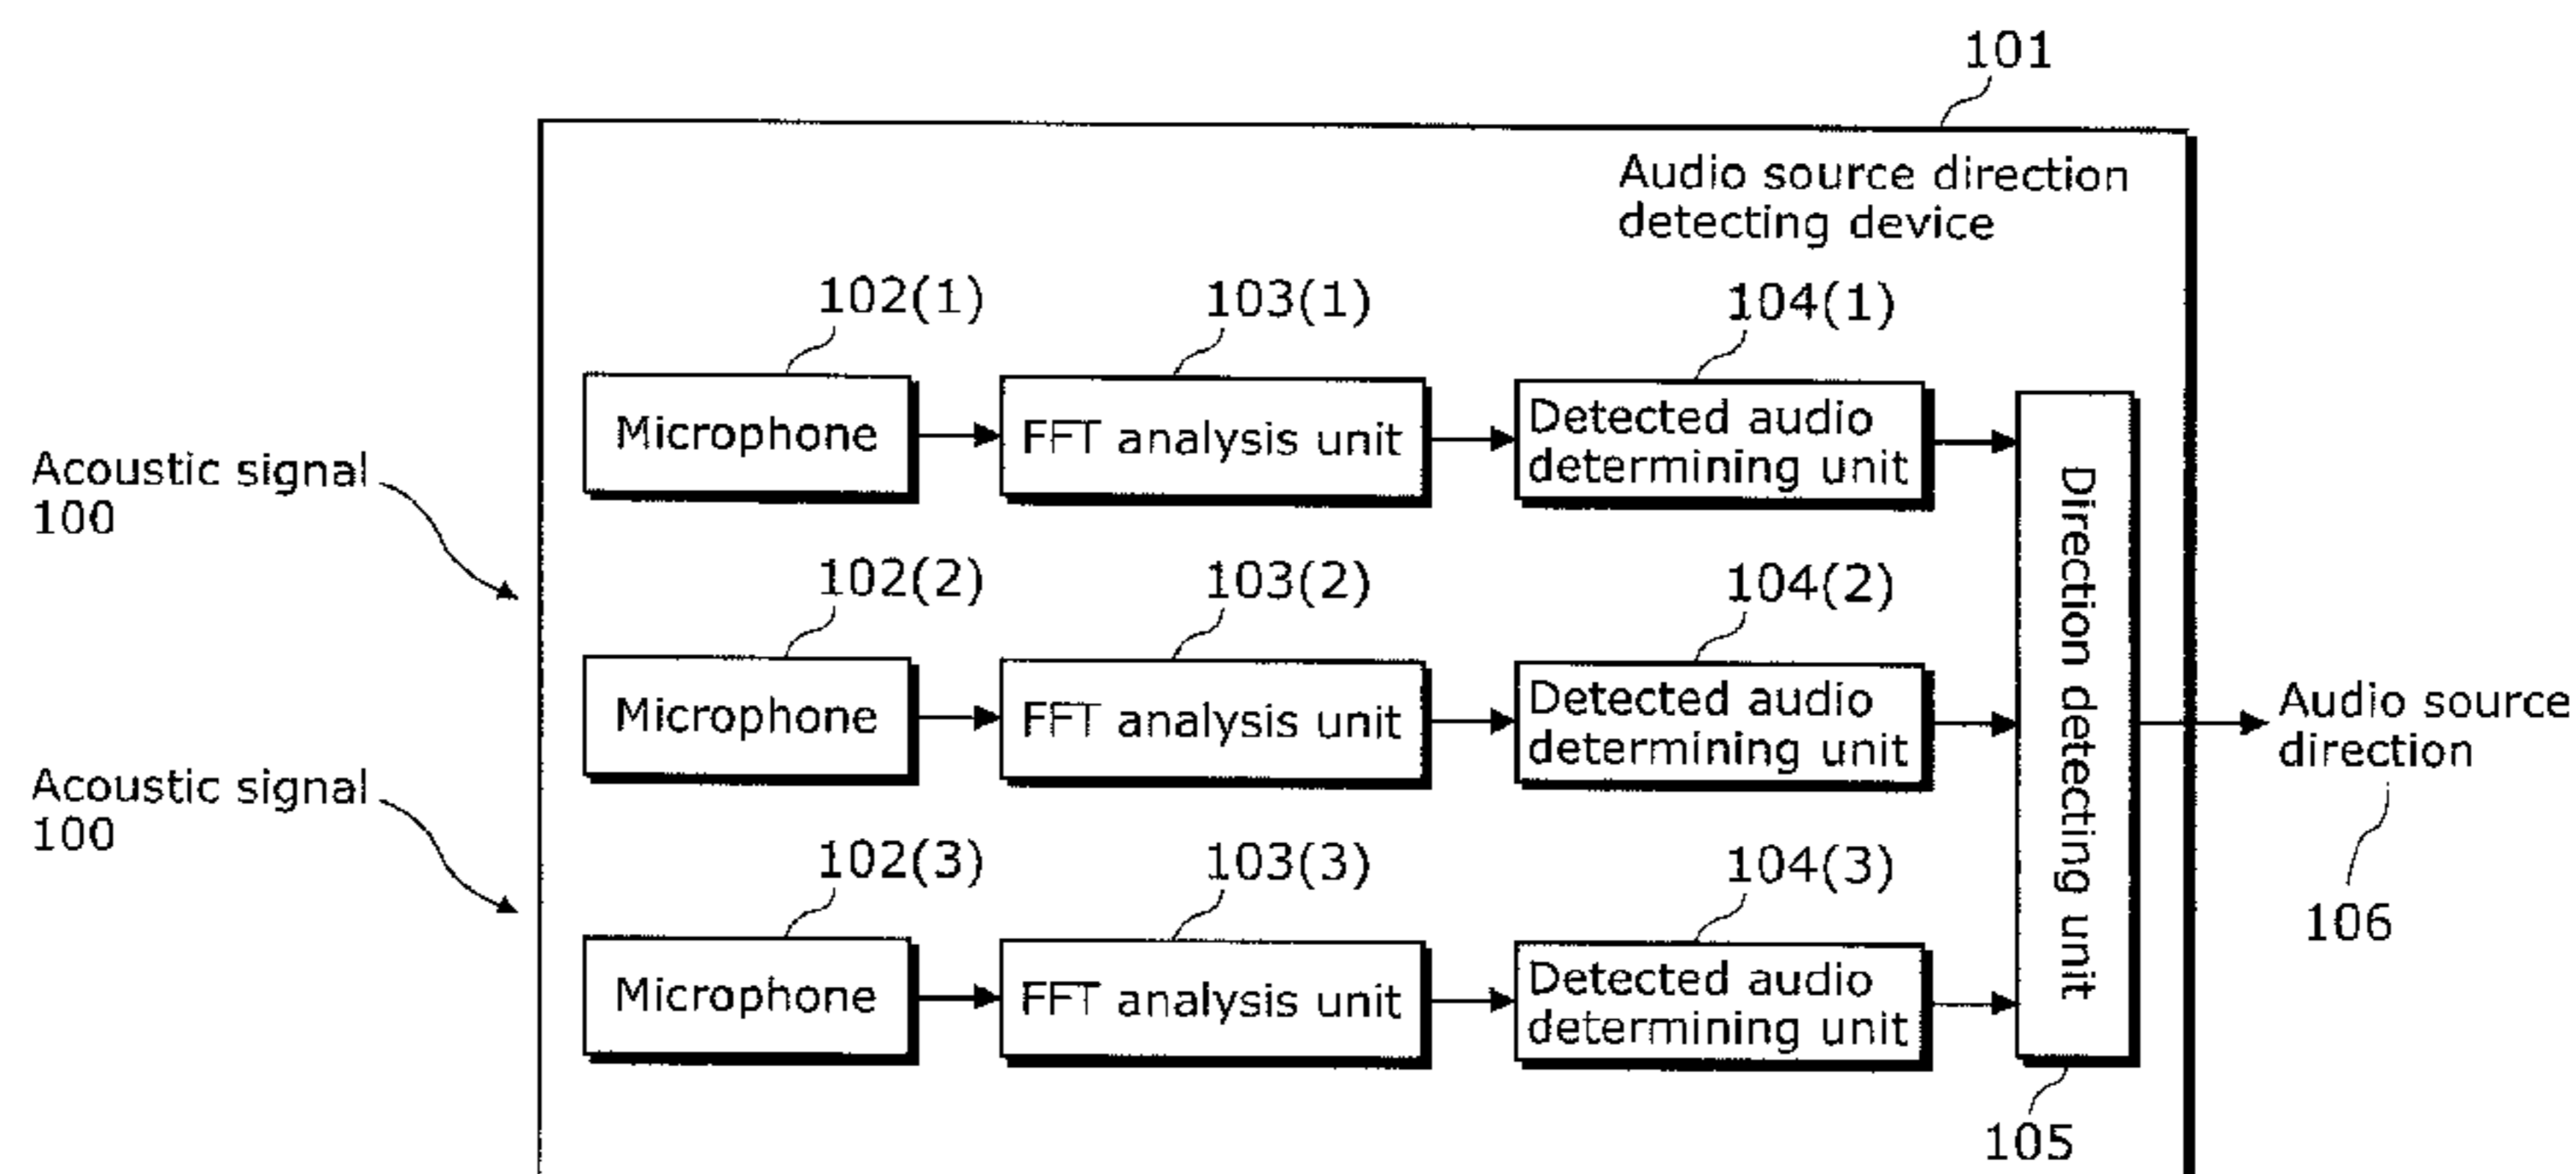 101
Audio source direction
detecting device
102(1)
103(1)
104(1)
Microphone
FFT analysis unit
Detected audio
determining unit
Acoustic signal
100
102(2)
103(2)
104(2)
Microphone
FFT analysis unit
Detected audio
determining unit
Direction detecting unit
Audio source
direction
106
Acoustic signal
100
102(3)
103(3)
104(3)
Microphone
FFT analysis unit
Detected audio
determining unit
105